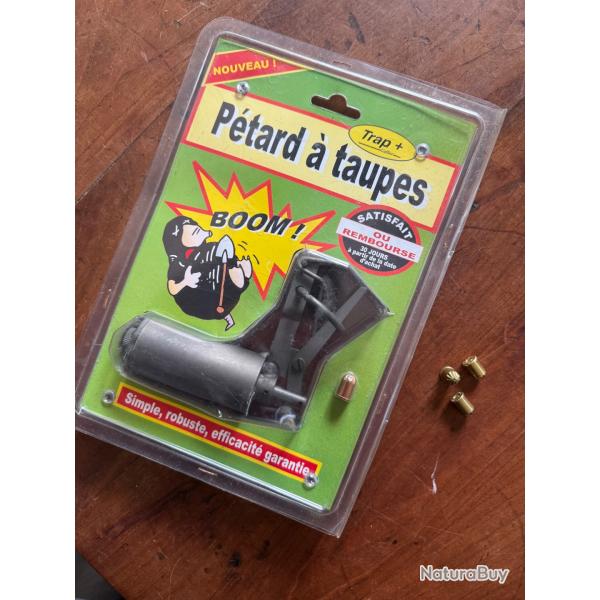 NOUVEAU !
Pétard à taupes
Trap +
BOOM !
SATISFAIT
OU
REMBOURSE
30 JOURS
à partir de la date
d'achat
Simple, robuste, efficacité garantie
NaturaBuy